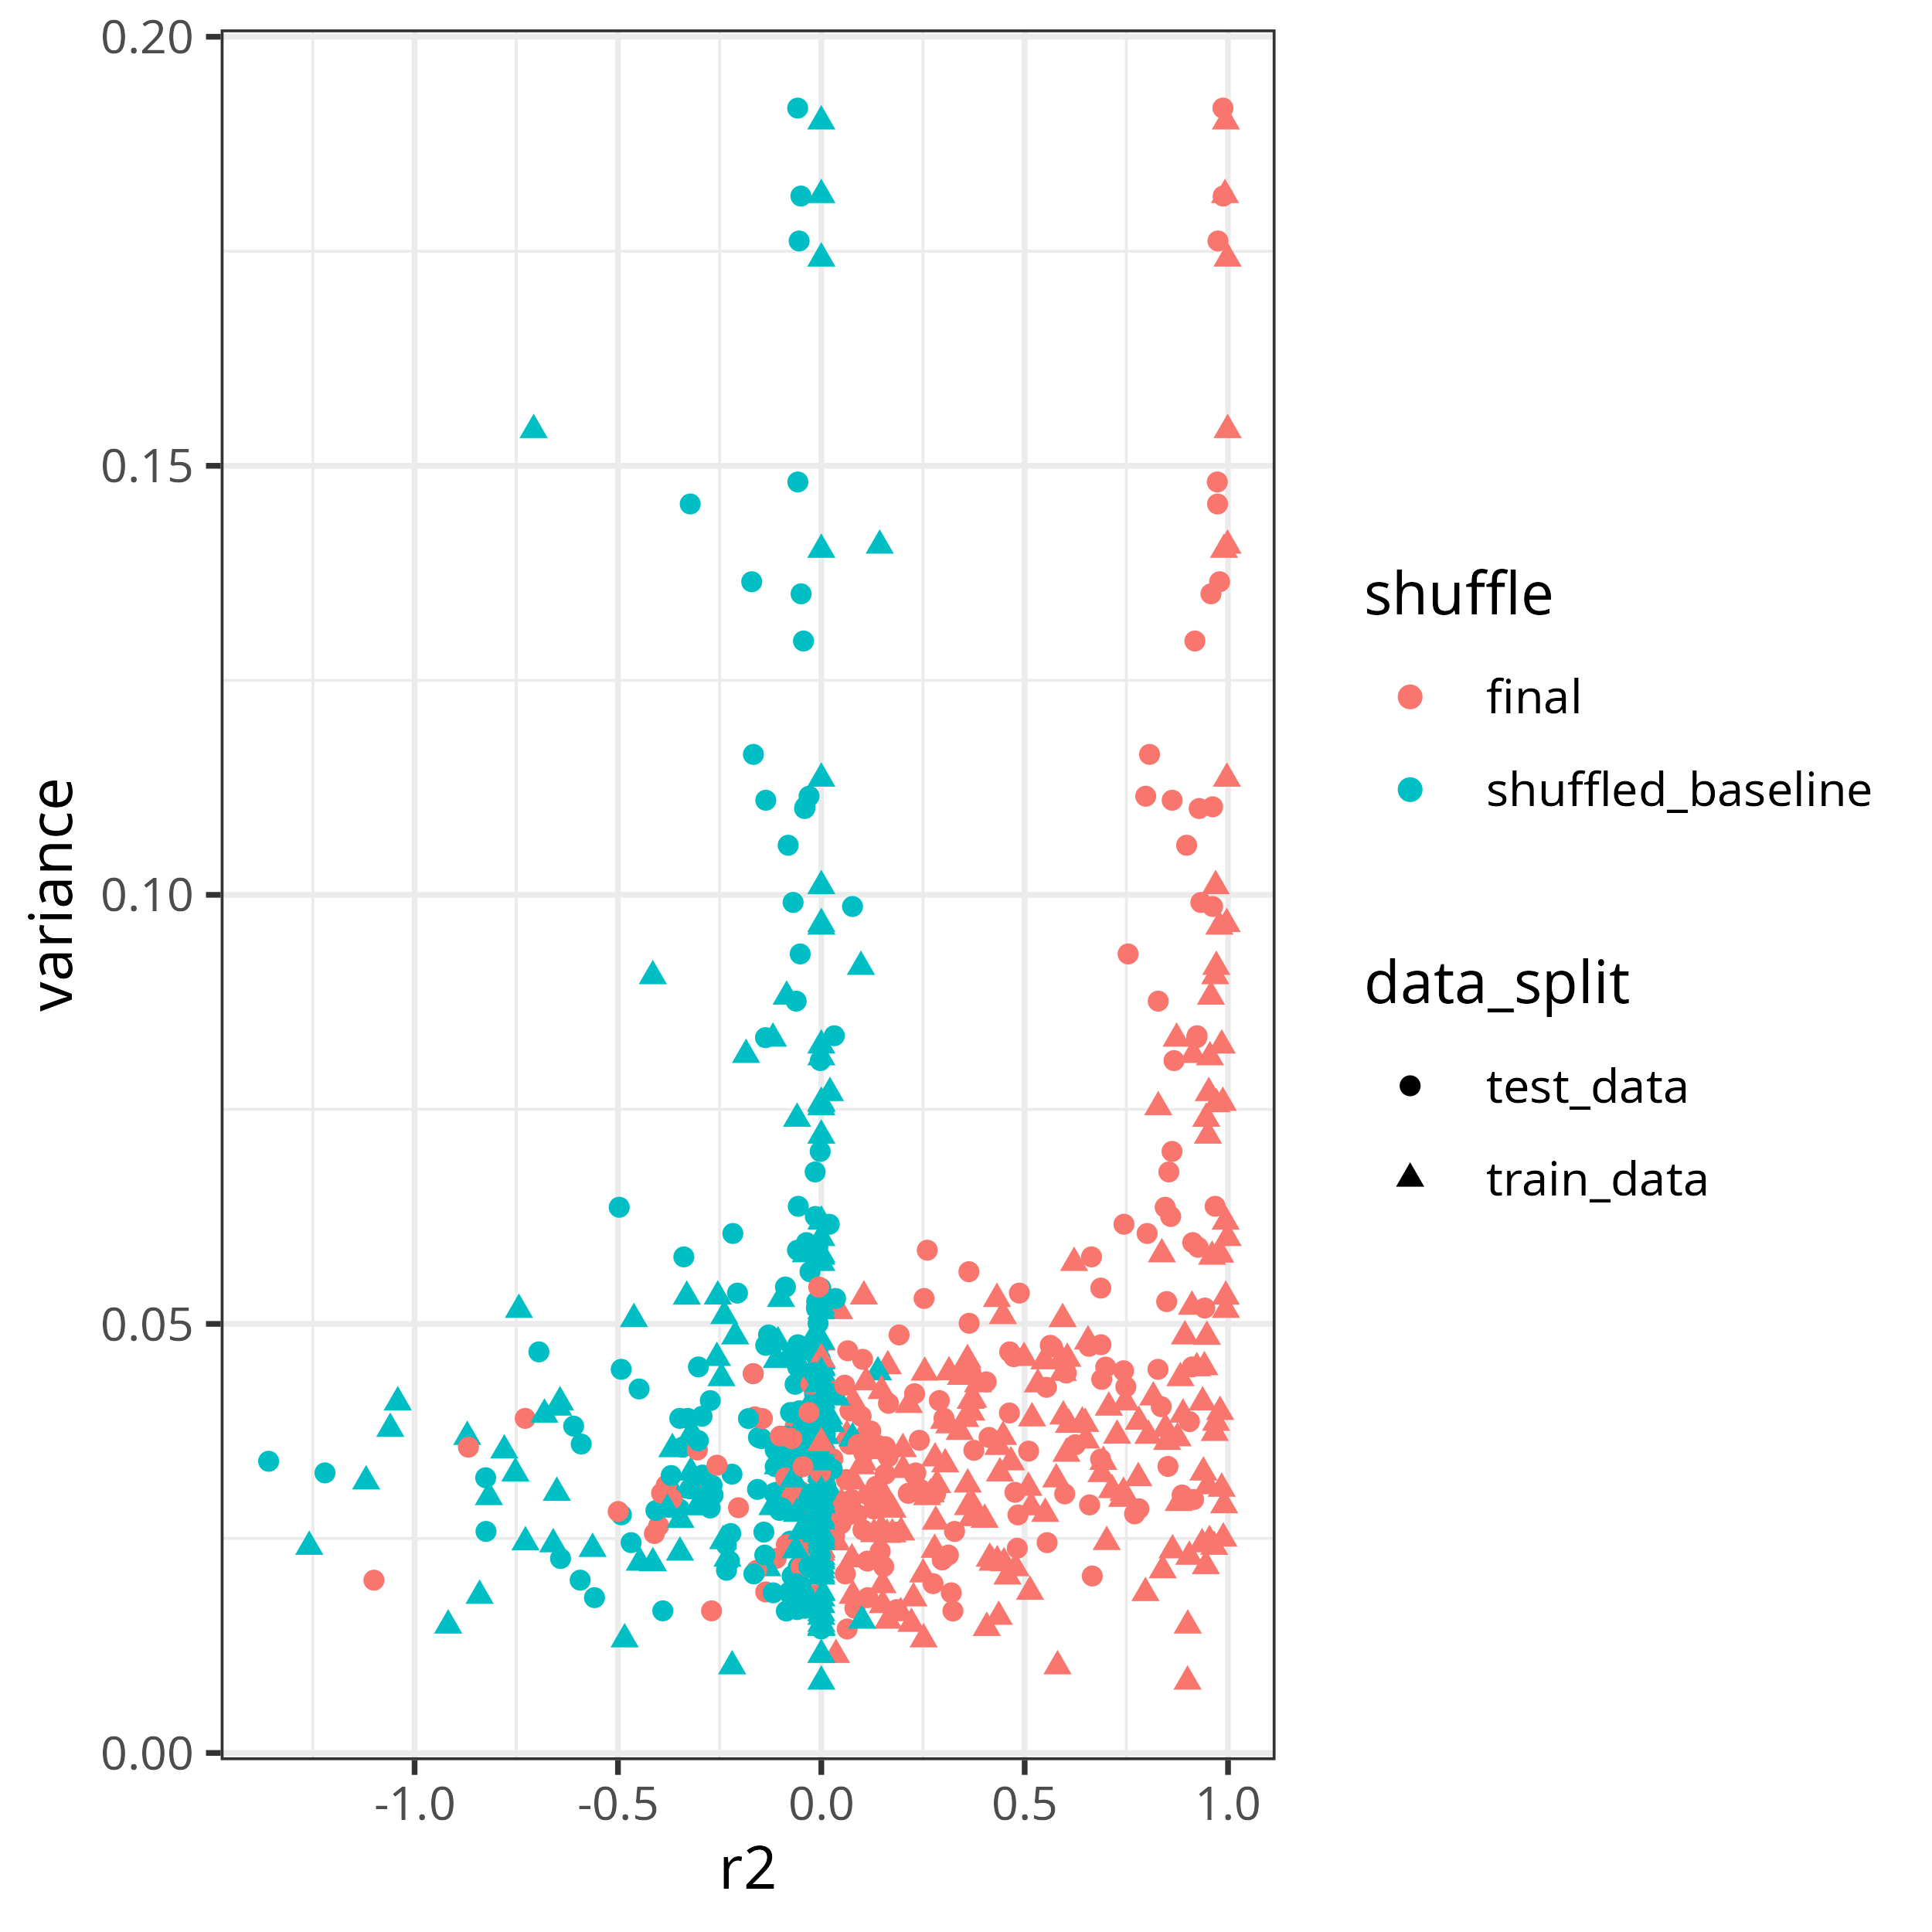 0.20
0.15
0.10
0.05
0.00
variance
-1.0 -0.5 0.0 0.5 1.0
r2
shuffle
final
shuffled_baseline
data_split
test_data
train_data